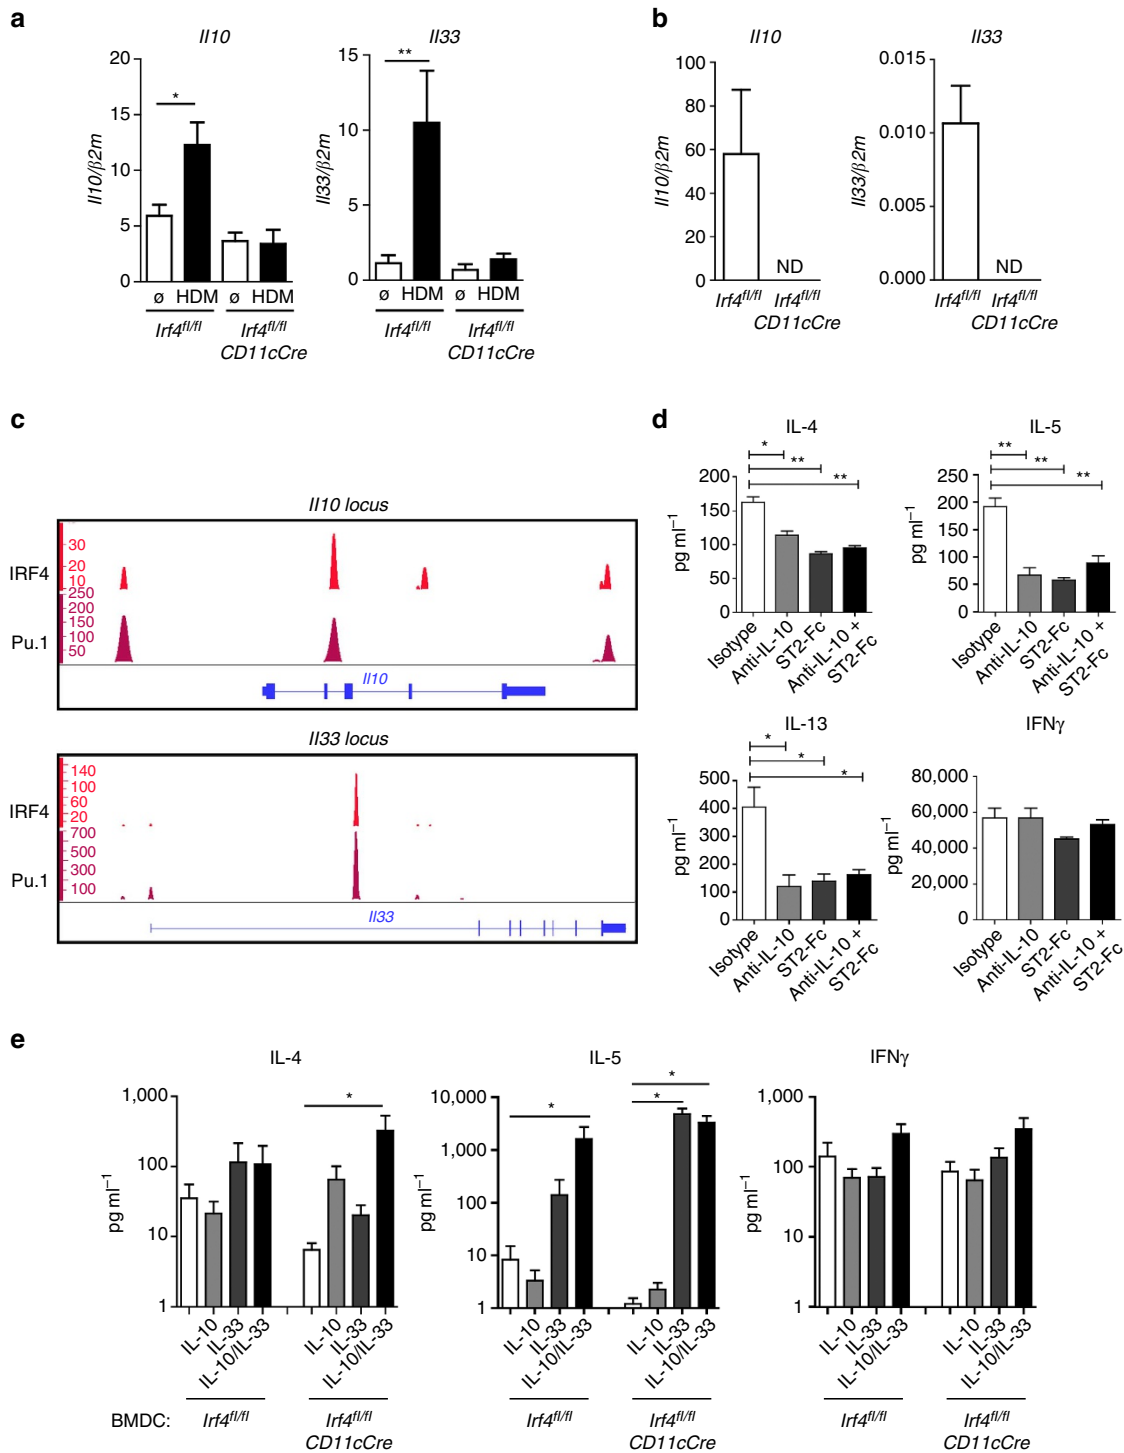 a
Il10
Il10/β2m
20
15
10
5
0
*
ø HDM ø HDM
Irf4fl/fl
Irf4fl/fl
CD11cCre
Il33
Il33/β2m
15
10
5
0
**
ø HDM ø HDM
Irf4fl/fl
Irf4fl/fl
CD11cCre
b
Il10
Il10/β2m
100
80
60
40
20
0
ND
Irf4fl/fl Irf4fl/fl
CD11cCre
Il33
Il33/β2m
0.015
0.010
0.005
0.000
ND
Irf4fl/fl Irf4fl/fl
CD11cCre
c
Il10 locus
IRF4
30
20
10
Pu.1
250
200
150
100
50
Il10
Il33 locus
IRF4
140
100
60
20
Pu.1
700
500
300
100
Il33
d
IL-4
pg ml−1
200
150
100
50
0
*
**
**
Isotype
Anti-IL-10
ST2-Fc
Anti-IL-10 +
ST2-Fc
IL-5
pg ml−1
250
200
150
100
50
0
**
**
**
Isotype
Anti-IL-10
ST2-Fc
Anti-IL-10 +
ST2-Fc
IL-13
pg ml−1
500
400
300
200
100
0
*
*
*
Isotype
Anti-IL-10
ST2-Fc
Anti-IL-10 +
ST2-Fc
IFNγ
pg ml−1
80,000
60,000
40,000
20,000
0
Isotype
Anti-IL-10
ST2-Fc
Anti-IL-10 +
ST2-Fc
e
IL-4
pg ml−1
1,000
100
10
1
*
IL-10
IL-33
IL-10/IL-33
IL-10
IL-33
IL-10/IL-33
BMDC:
Irf4fl/fl
Irf4fl/fl
CD11cCre
IL-5
pg ml−1
10,000
1,000
100
10
1
*
*
*
IL-10
IL-33
IL-10/IL-33
IL-10
IL-33
IL-10/IL-33
Irf4fl/fl
Irf4fl/fl
CD11cCre
IFNγ
pg ml−1
1,000
100
10
1
IL-10
IL-33
IL-10/IL-33
IL-10
IL-33
IL-10/IL-33
Irf4fl/fl
Irf4fl/fl
CD11cCre